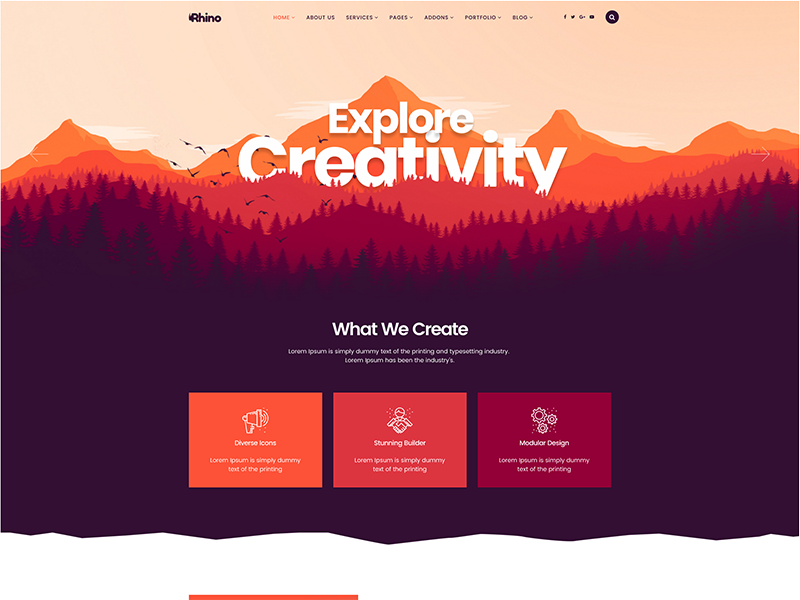 Rhino
HOME ABOUT US SERVICES PAGES ADDONS PORTFOLIO BLOG
Explore
Creativity
What We Create
Lorem Ipsum is simply dummy text of the printing and typesetting industry.
Lorem Ipsum has been the industry's.
Diverse Icons
Lorem Ipsum is simply dummy
text of the printing
Stunning Builder
Lorem Ipsum is simply dummy
text of the printing
Modular Design
Lorem Ipsum is simply dummy
text of the printing